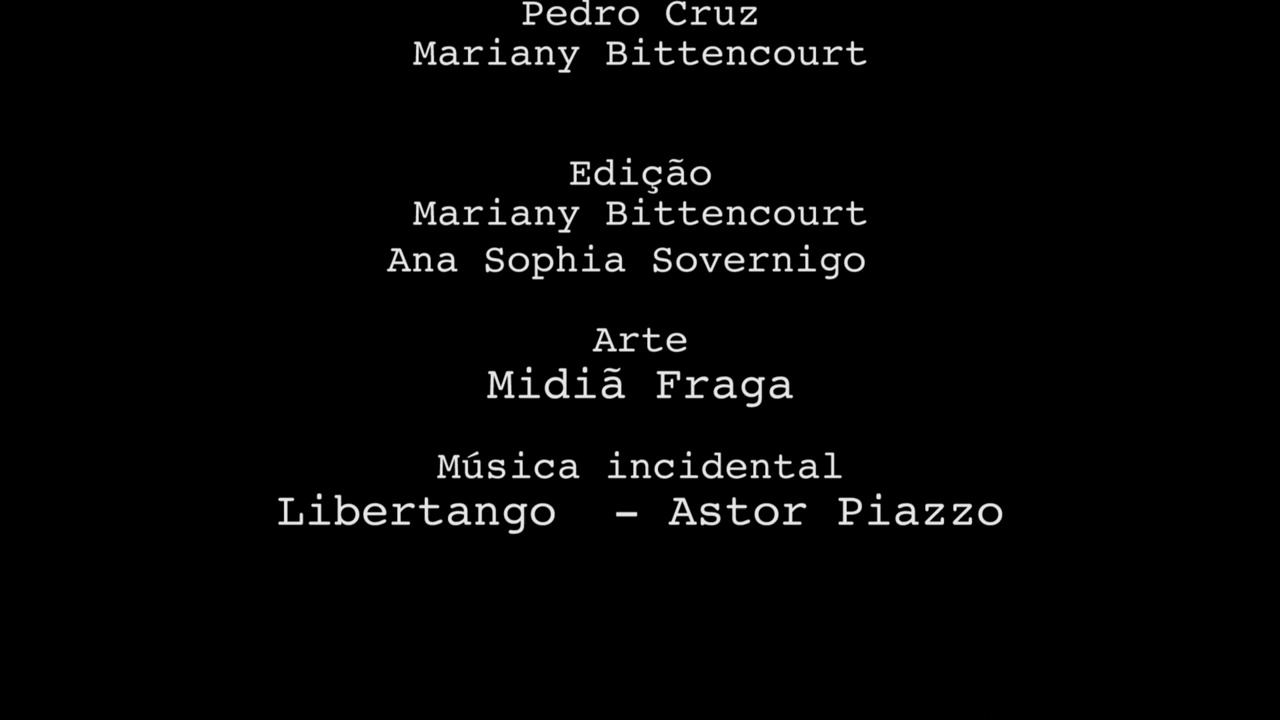 Pedro Cruz
Mariany Bittencourt
Edição
Mariany Bittencourt
Ana Sophia Sovernigo
Arte
Midiã Fraga
Música incidental
Libertango - Astor Piazzo